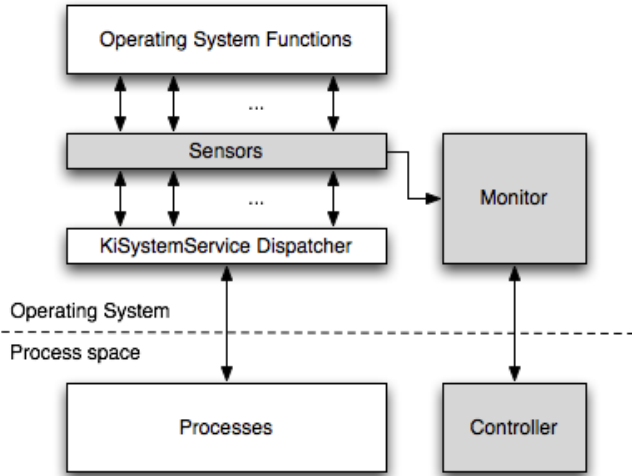 Operating System Functions
...
Sensors
...
Monitor
KiSystemService Dispatcher
Operating System
Process space
Processes
Controller